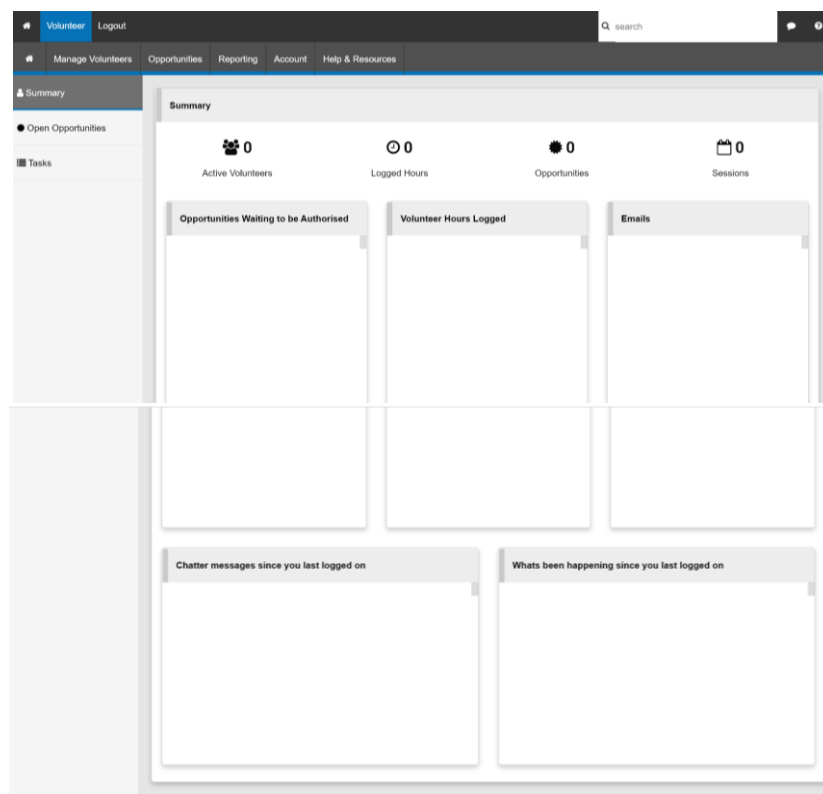 Volunteer Logout search
Manage Volunteers Opportunities Reporting Account Help & Resources
Summary
Open Opportunities
Tasks
Summary
0 0 0 0
Active Volunteers Logged Hours Opportunities Sessions
Opportunities Waiting to be Authorised Volunteer Hours Logged Emails
Chatter messages since you last logged on Whats been happening since you last logged on